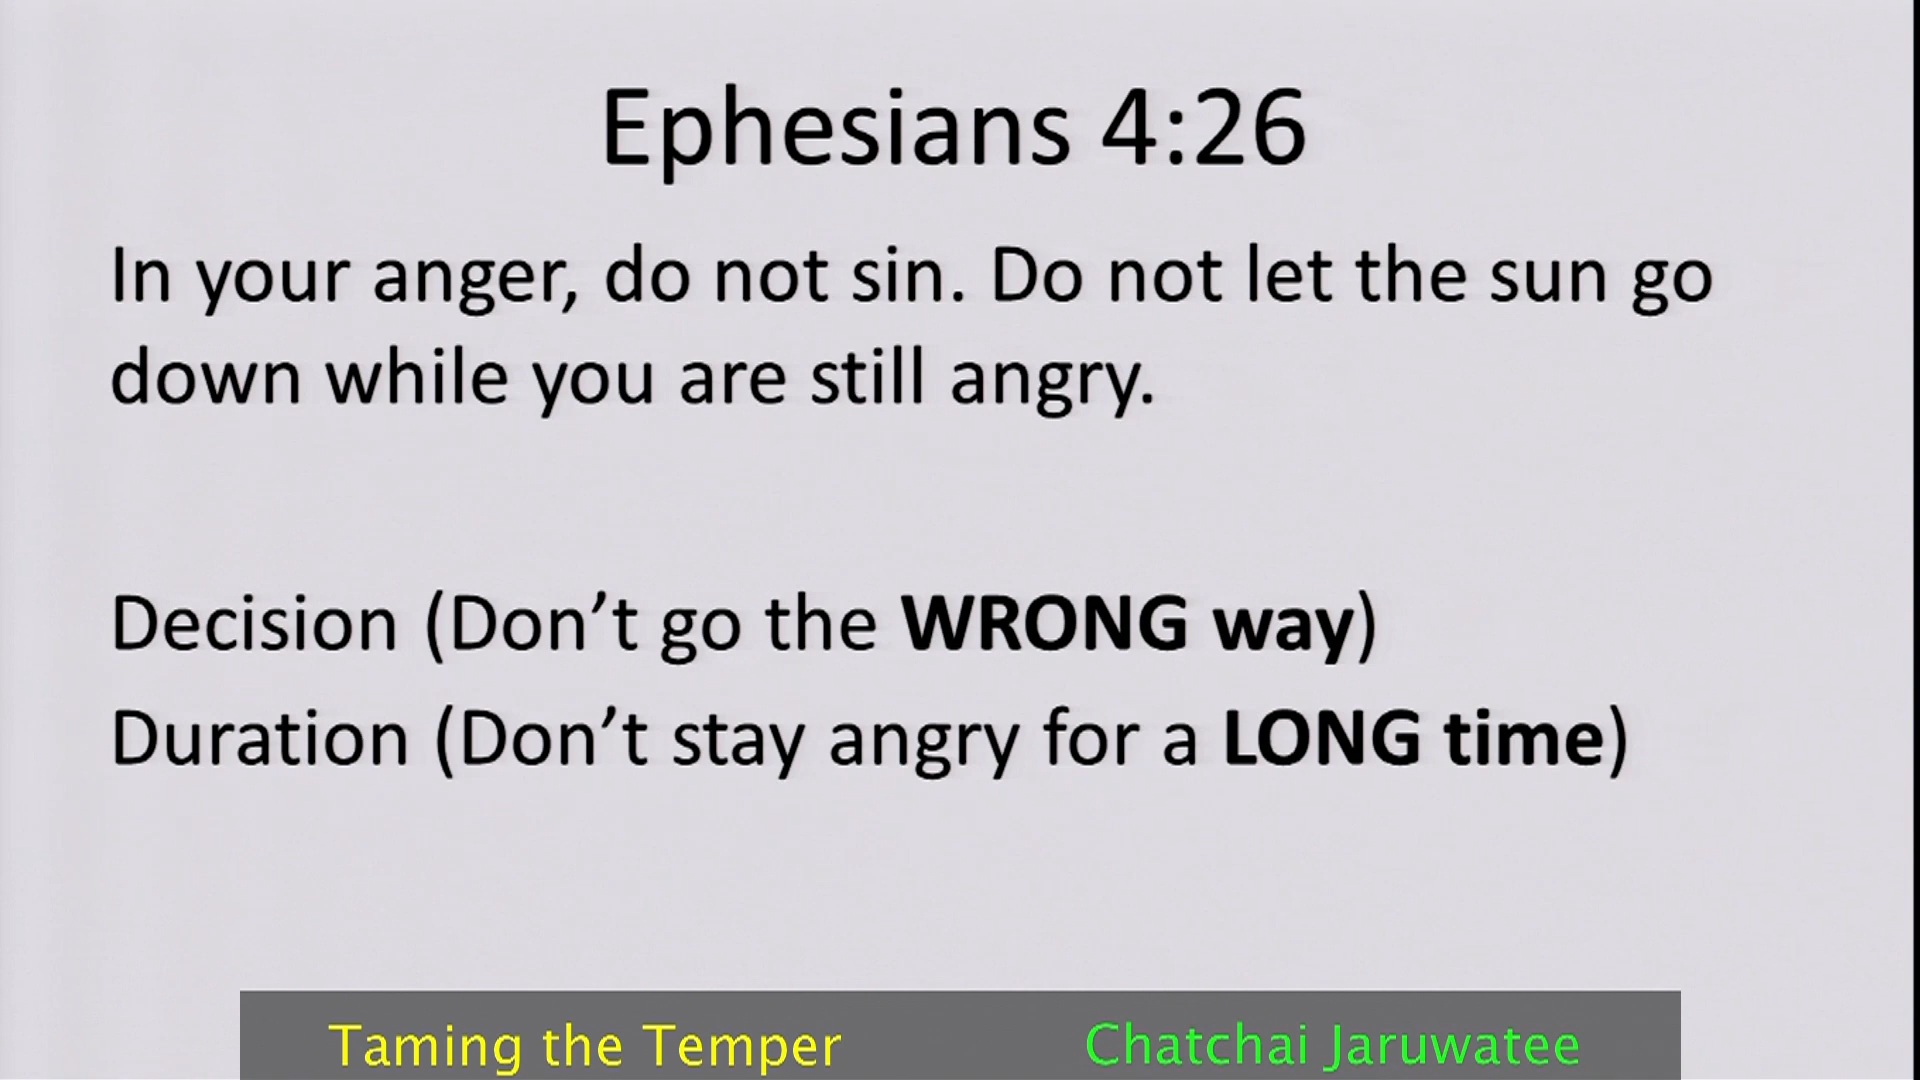 Ephesians 4:26
In your anger, do not sin. Do not let the sun go
down while you are still angry.
Decision (Don’t go the WRONG way)
Duration (Don’t stay angry for a LONG time)
Taming the Temper
Chatchai Jaruwatee